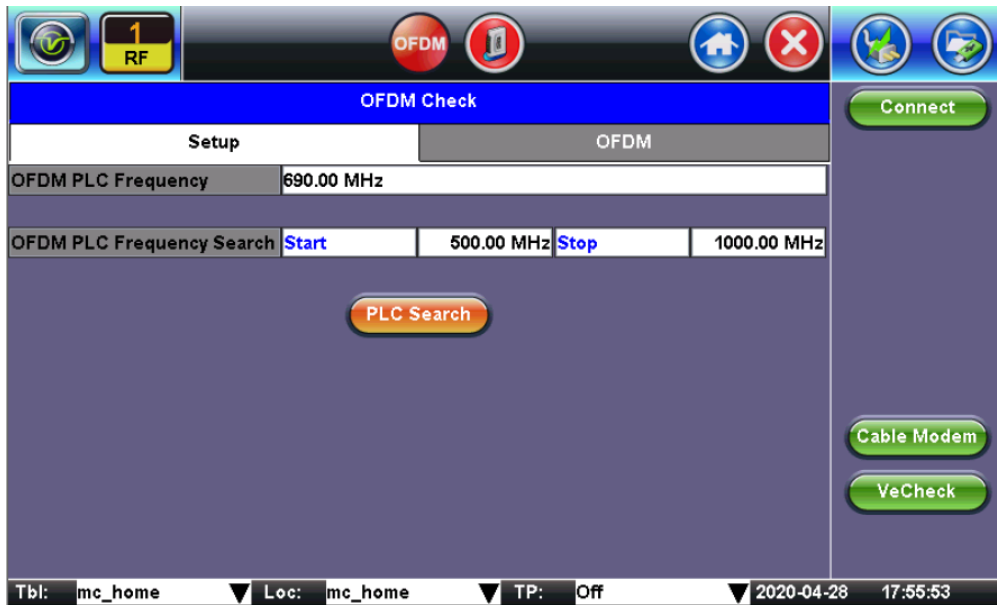 1
RF
OFDM
OFDM Check
Connect
Setup
OFDM
OFDM PLC Frequency
690.00 MHz
OFDM PLC Frequency Search
Start
500.00 MHz
Stop
1000.00 MHz
PLC Search
Cable Modem
VeCheck
Tbl:
mc_home
Loc:
mc_home
TP:
Off
2020-04-28
17:55:53